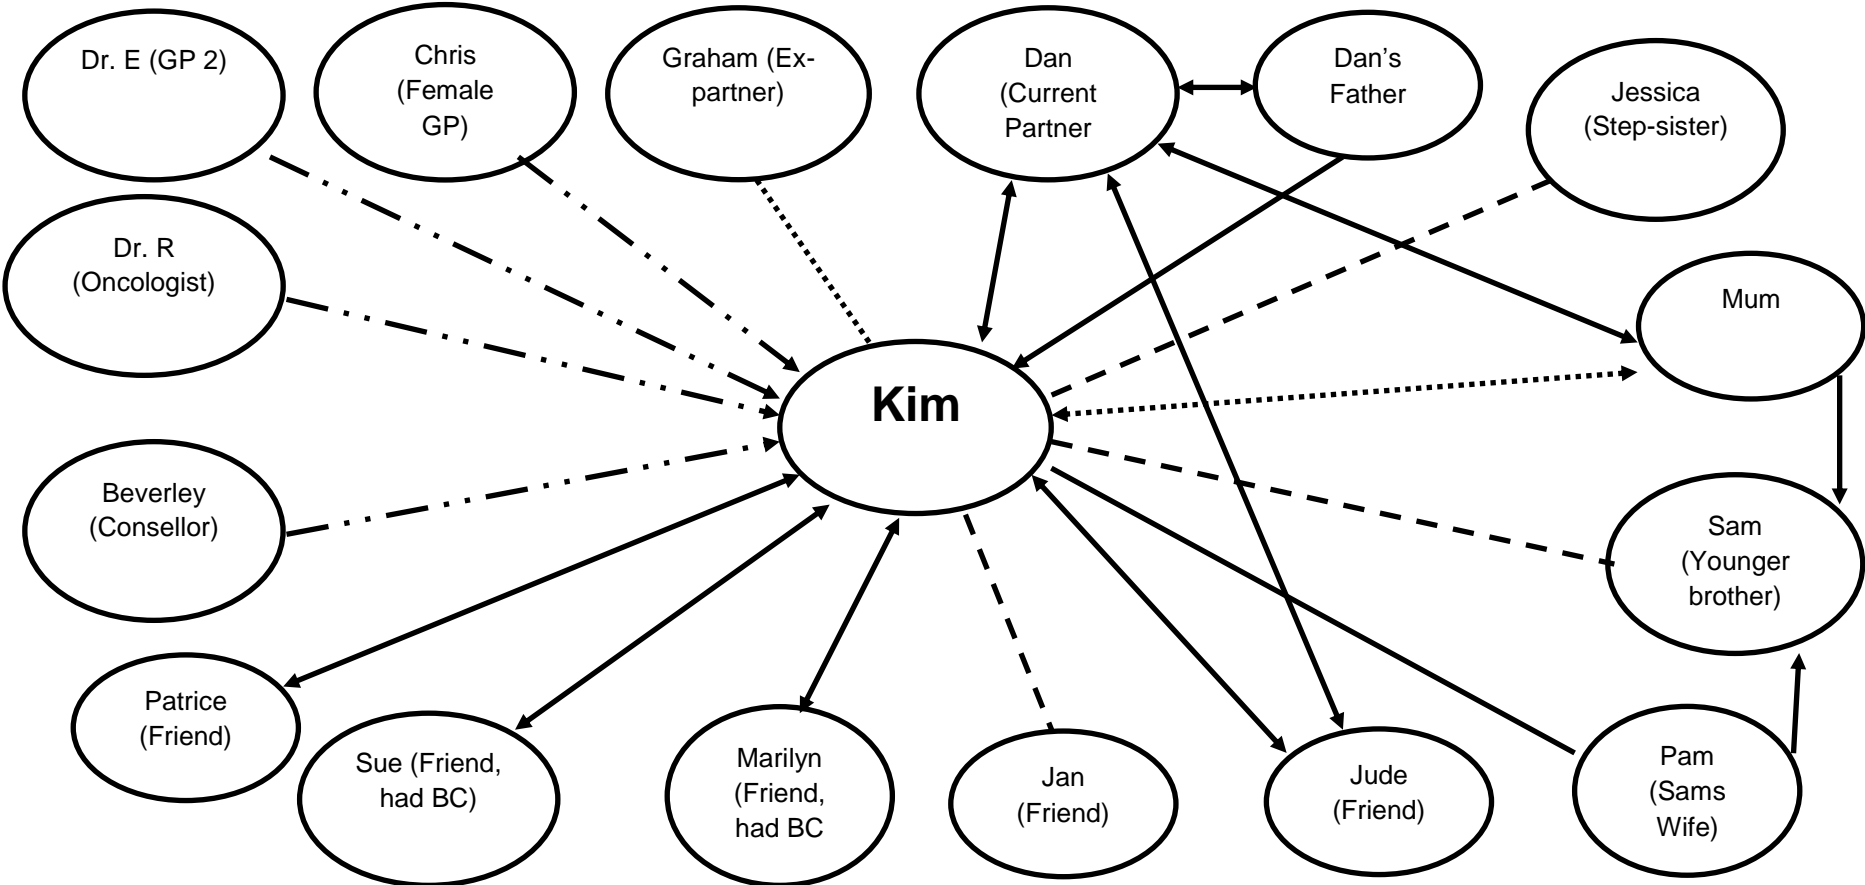 Dr. E (GP 2)
Chris
(Female
GP)
Graham (Ex-
partner)
Dan
(Current
Partner
Dan’s
Father
Jessica
(Step-sister)
Dr. R
(Oncologist)
Mum
Kim
Beverley
(Consellor)
Sam
(Younger
brother)
Patrice
(Friend)
Sue (Friend,
had BC)
Marilyn
(Friend,
had BC
Jan
(Friend)
Jude
(Friend)
Pam
(Sams
Wife)